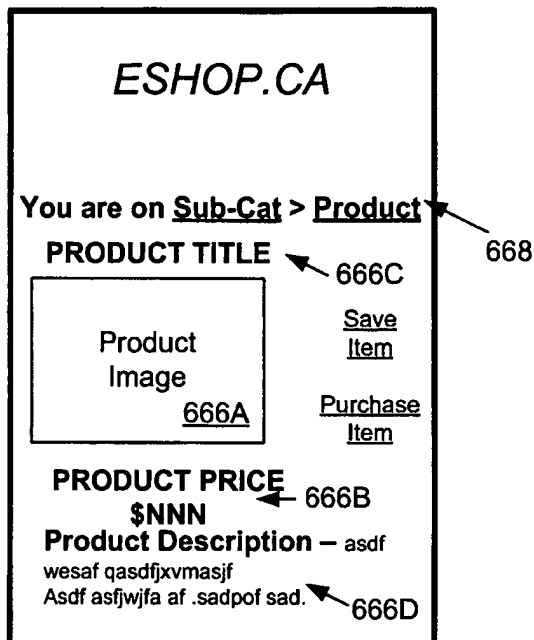 ESHOP.CA
You are on Sub-Cat > Product
668
PRODUCT TITLE
666C
Product
Image
666A
Save
Item
Purchase
Item
PRODUCT PRICE
$NNN
666B
Product Description – asdf
wesaf qasdfjxvmasjf
Asdf asfjwjfa af .sadpof sad.
666D